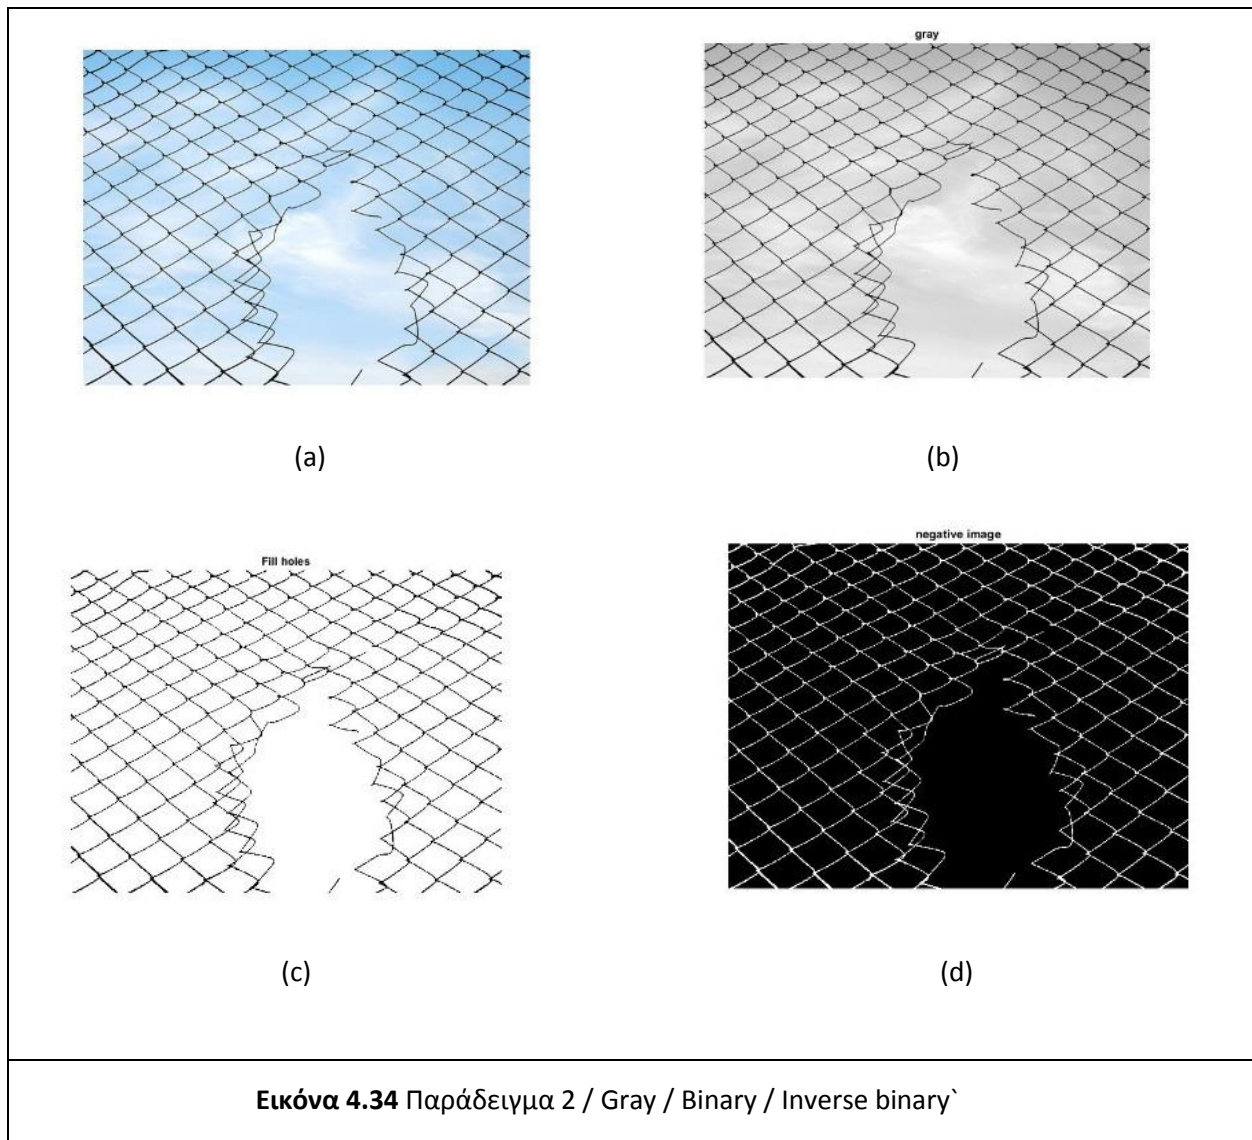 gray
(a)
(b)
Fill holes
negative image
(c)
(d)
Εικόνα 4.34 Παράδειγμα 2 / Gray / Binary / Inverse binary`